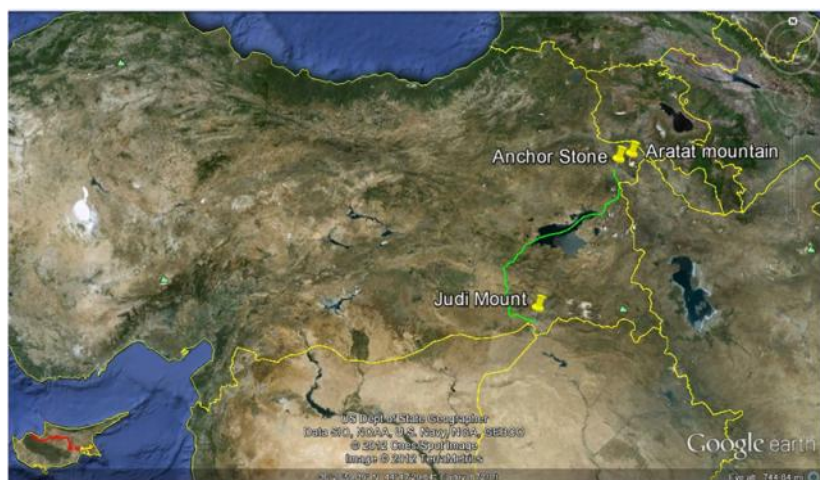 Anchor Stone
Aratat mountain
Judi Mount
US Dept of State Geographer
Data SIO, NOAA, U.S. Navy, NGA, GEBCO
© 2012 Cnes/Spot Image
Image © 2012 TerraMetrics
Google earth